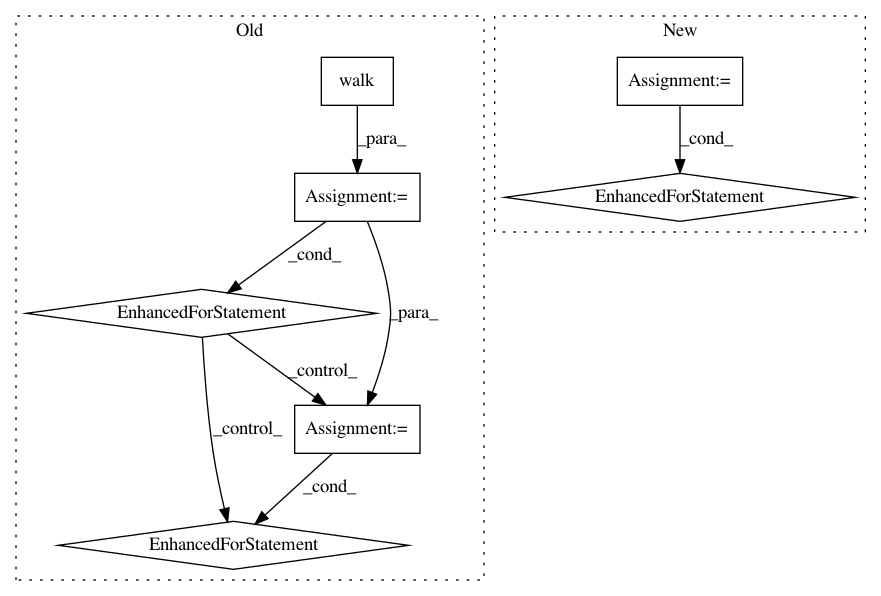 Old
walk
_para_
Assignment:=
_cond_
EnhancedForStatement
_para_
_control_
Assignment:=
_control_
_cond_
EnhancedForStatement
New
Assignment:=
_cond_
EnhancedForStatement